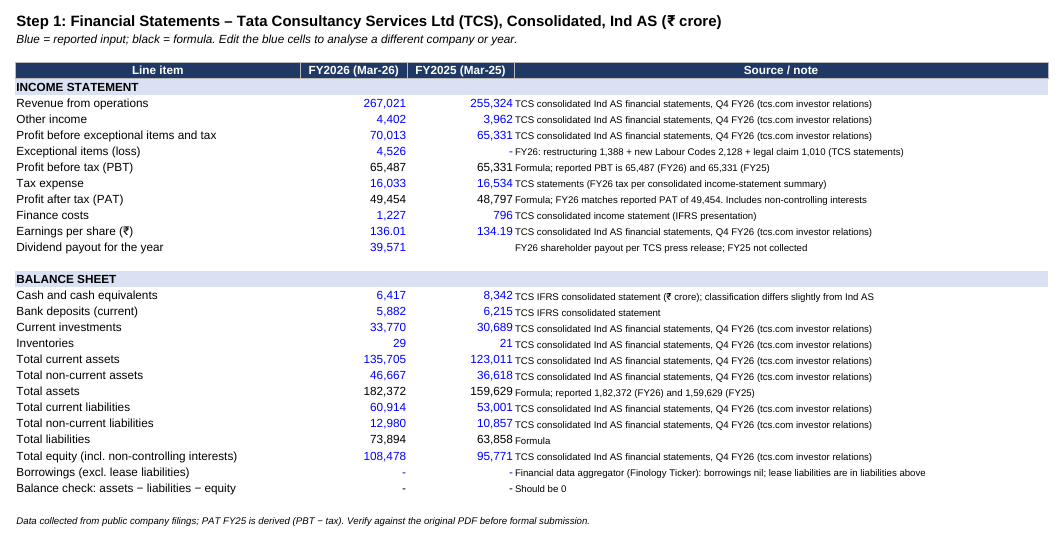 Step 1: Financial Statements – Tata Consultancy Services Ltd (TCS), Consolidated, Ind AS (₹ crore)
Blue = reported input; black = formula. Edit the blue cells to analyse a different company or year.
Line item FY2026 (Mar-26) FY2025 (Mar-25) Source / note
INCOME STATEMENT
Revenue from operations 267,021 255,324 TCS consolidated Ind AS financial statements, Q4 FY26 (tcs.com investor relations)
Other income 4,402 3,962 TCS consolidated Ind AS financial statements, Q4 FY26 (tcs.com investor relations)
Profit before exceptional items and tax 70,013 65,331 TCS consolidated Ind AS financial statements, Q4 FY26 (tcs.com investor relations)
Exceptional items (loss) 4,526 - FY26: restructuring 1,388 + new Labour Codes 2,128 + legal claim 1,010 (TCS statements)
Profit before tax (PBT) 65,487 65,331 Formula; reported PBT is 65,487 (FY26) and 65,331 (FY25)
Tax expense 16,033 16,534 TCS statements (FY26 tax per consolidated income-statement summary)
Profit after tax (PAT) 49,454 48,797 Formula; FY26 matches reported PAT of 49,454. Includes non-controlling interests
Finance costs 1,227 796 TCS consolidated income statement (IFRS presentation)
Earnings per share (₹) 136.01 134.19 TCS consolidated Ind AS financial statements, Q4 FY26 (tcs.com investor relations)
Dividend payout for the year 39,571 FY26 shareholder payout per TCS press release; FY25 not collected
BALANCE SHEET
Cash and cash equivalents 6,417 8,342 TCS IFRS consolidated statement (₹ crore); classification differs slightly from Ind AS
Bank deposits (current) 5,882 6,215 TCS IFRS consolidated statement
Current investments 33,770 30,689 TCS consolidated Ind AS financial statements, Q4 FY26 (tcs.com investor relations)
Inventories 29 21 TCS consolidated Ind AS financial statements, Q4 FY26 (tcs.com investor relations)
Total current assets 135,705 123,011 TCS consolidated Ind AS financial statements, Q4 FY26 (tcs.com investor relations)
Total non-current assets 46,667 36,618 TCS consolidated Ind AS financial statements, Q4 FY26 (tcs.com investor relations)
Total assets 182,372 159,629 Formula; reported 1,82,372 (FY26) and 1,59,629 (FY25)
Total current liabilities 60,914 53,001 TCS consolidated Ind AS financial statements, Q4 FY26 (tcs.com investor relations)
Total non-current liabilities 12,980 10,857 TCS consolidated Ind AS financial statements, Q4 FY26 (tcs.com investor relations)
Total liabilities 73,894 63,858 Formula
Total equity (incl. non-controlling interests) 108,478 95,771 TCS consolidated Ind AS financial statements, Q4 FY26 (tcs.com investor relations)
Borrowings (excl. lease liabilities) - - Financial data aggregator (Finology Ticker): borrowings nil; lease liabilities are in liabilities above
Balance check: assets − liabilities − equity - - Should be 0
Data collected from public company filings; PAT FY25 is derived (PBT − tax). Verify against the original PDF before formal submission.